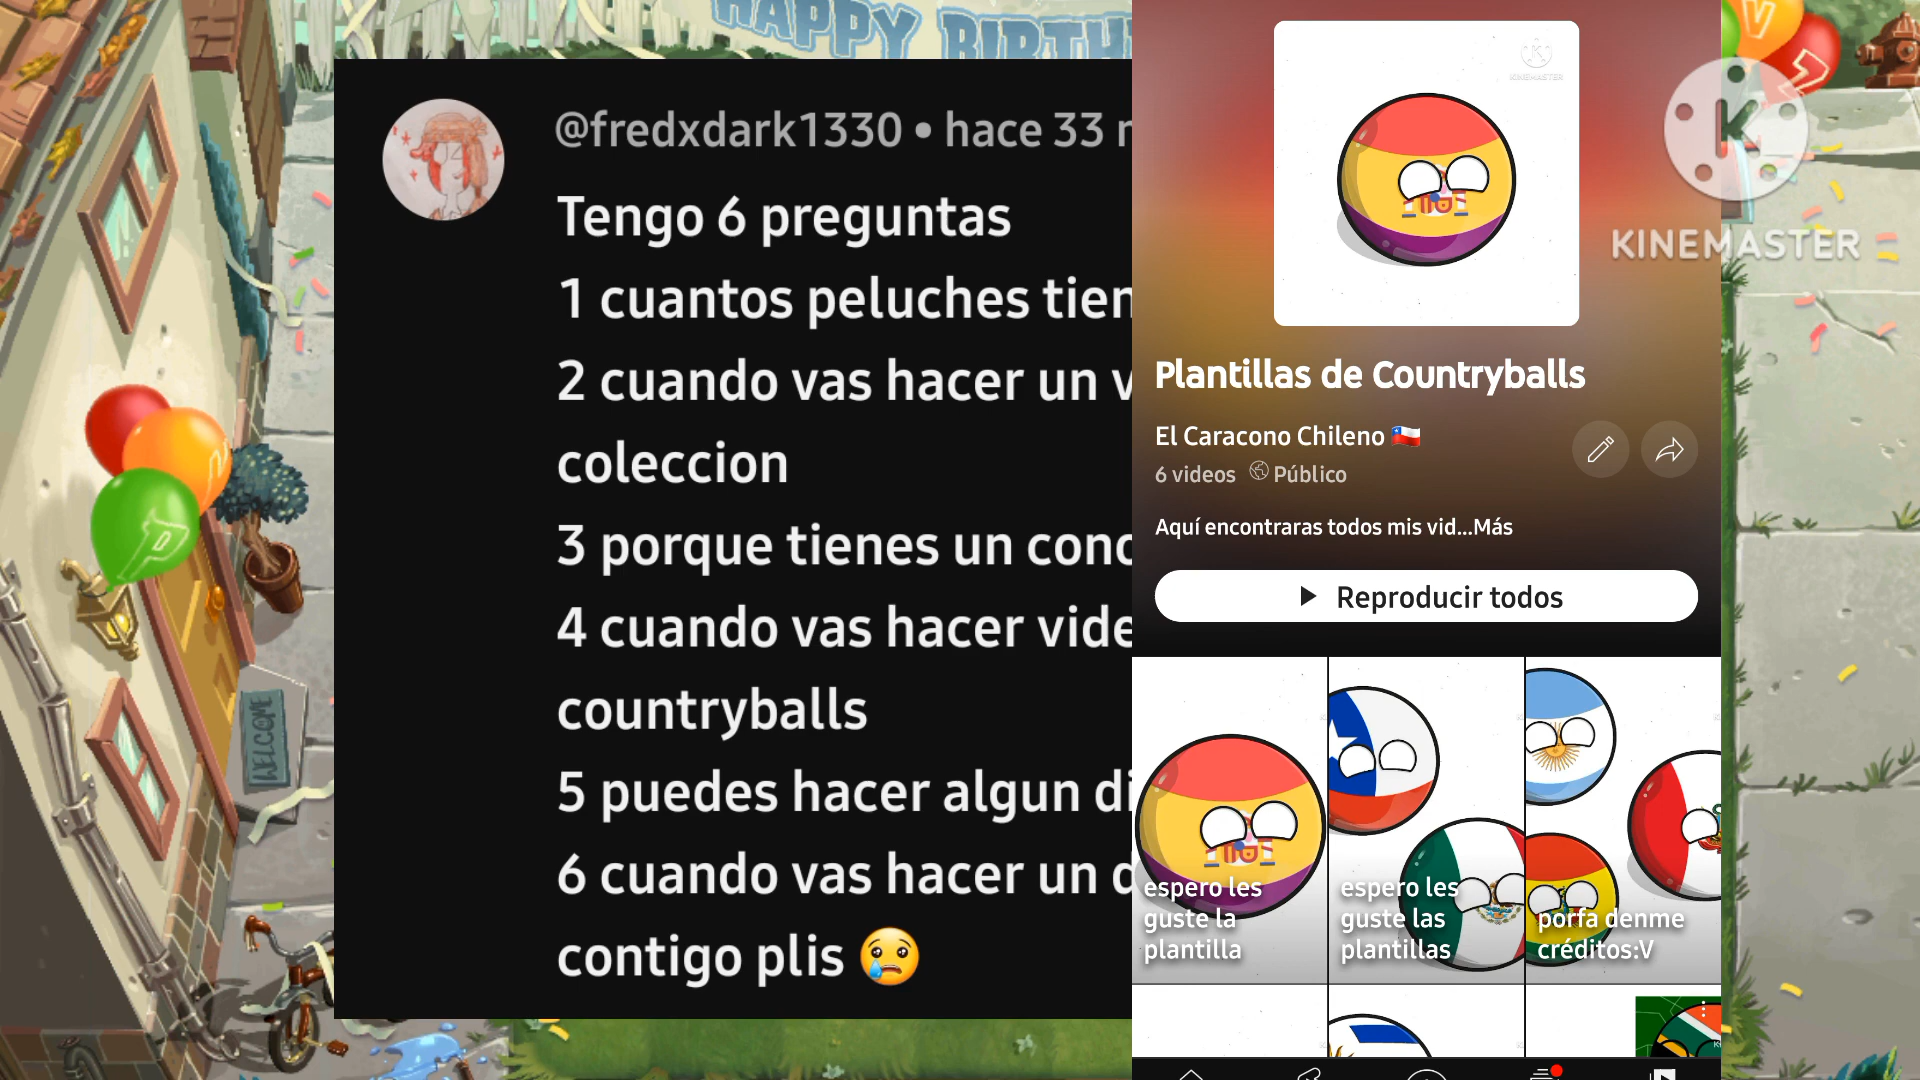 HAPPY BIRTH
@fredxdark1330 • hace 33
Tengo 6 preguntas
1 cuantos peluches tien
2 cuando vas hacer un v
coleccion
3 porque tienes un conc
4 cuando vas hacer vide
countryballs
5 puedes hacer algun di
6 cuando vas hacer un d
contigo plis 😢
KINEMASTER
Plantillas de Countryballs
El Caracono Chileno 🇨🇱
6 videos Público
Aquí encontraras todos mis vid...Más
Reproducir todos
espero les
guste la
plantilla
espero les
guste las
plantillas
porfa denme
créditos:V
K
KINEMASTER
WELCOME
P
V